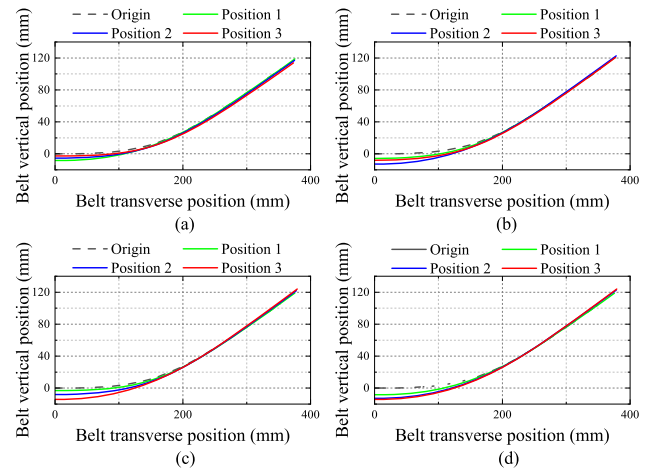 Origin Position 1
Position 2 Position 3
Belt vertical position (mm)
120
80
40
0
0 200 400
Belt transverse position (mm)
(a)
Origin Position 1
Position 2 Position 3
Belt vertical position (mm)
120
80
40
0
0 200 400
Belt transverse position (mm)
(b)
Origin Position 1
Position 2 Position 3
Belt vertical position (mm)
120
80
40
0
0 200 400
Belt transverse position (mm)
(c)
Origin Position 1
Position 2 Position 3
Belt vertical position (mm)
120
80
40
0
0 200 400
Belt transverse position (mm)
(d)